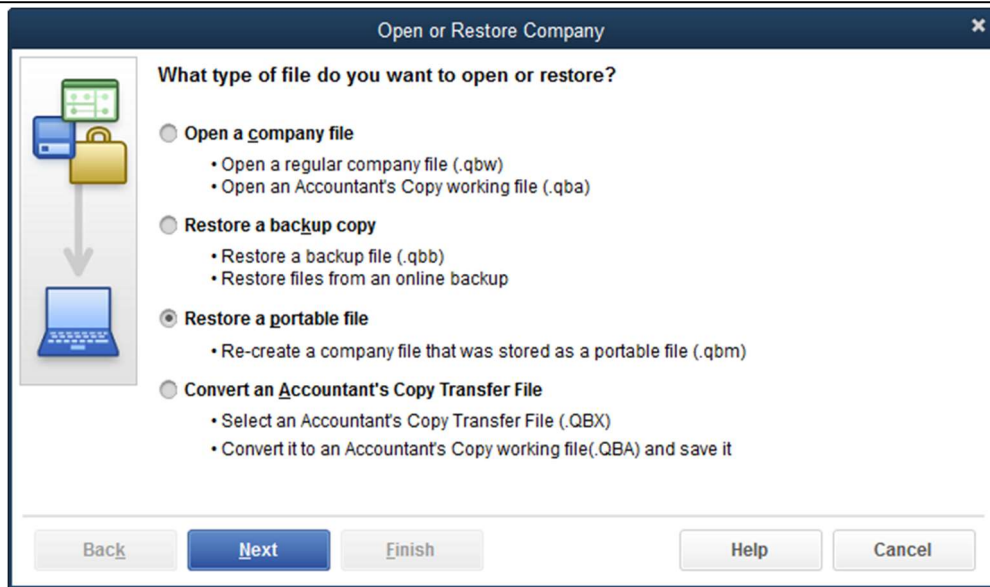 Open or Restore Company
What type of file do you want to open or restore?
Open a company file
• Open a regular company file (.qbw)
• Open an Accountant's Copy working file (.qba)
Restore a backup copy
• Restore a backup file (.qbb)
• Restore files from an online backup
Restore a portable file
• Re-create a company file that was stored as a portable file (.qbm)
Convert an Accountant's Copy Transfer File
• Select an Accountant's Copy Transfer File (.QBX)
• Convert it to an Accountant's Copy working file(.QBA) and save it
Back Next Finish Help Cancel